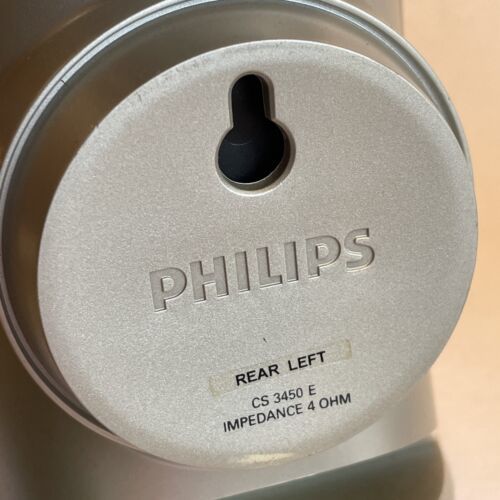 PHILIPS
REAR LEFT
CS 3450 E
IMPEDANCE 4 OHM